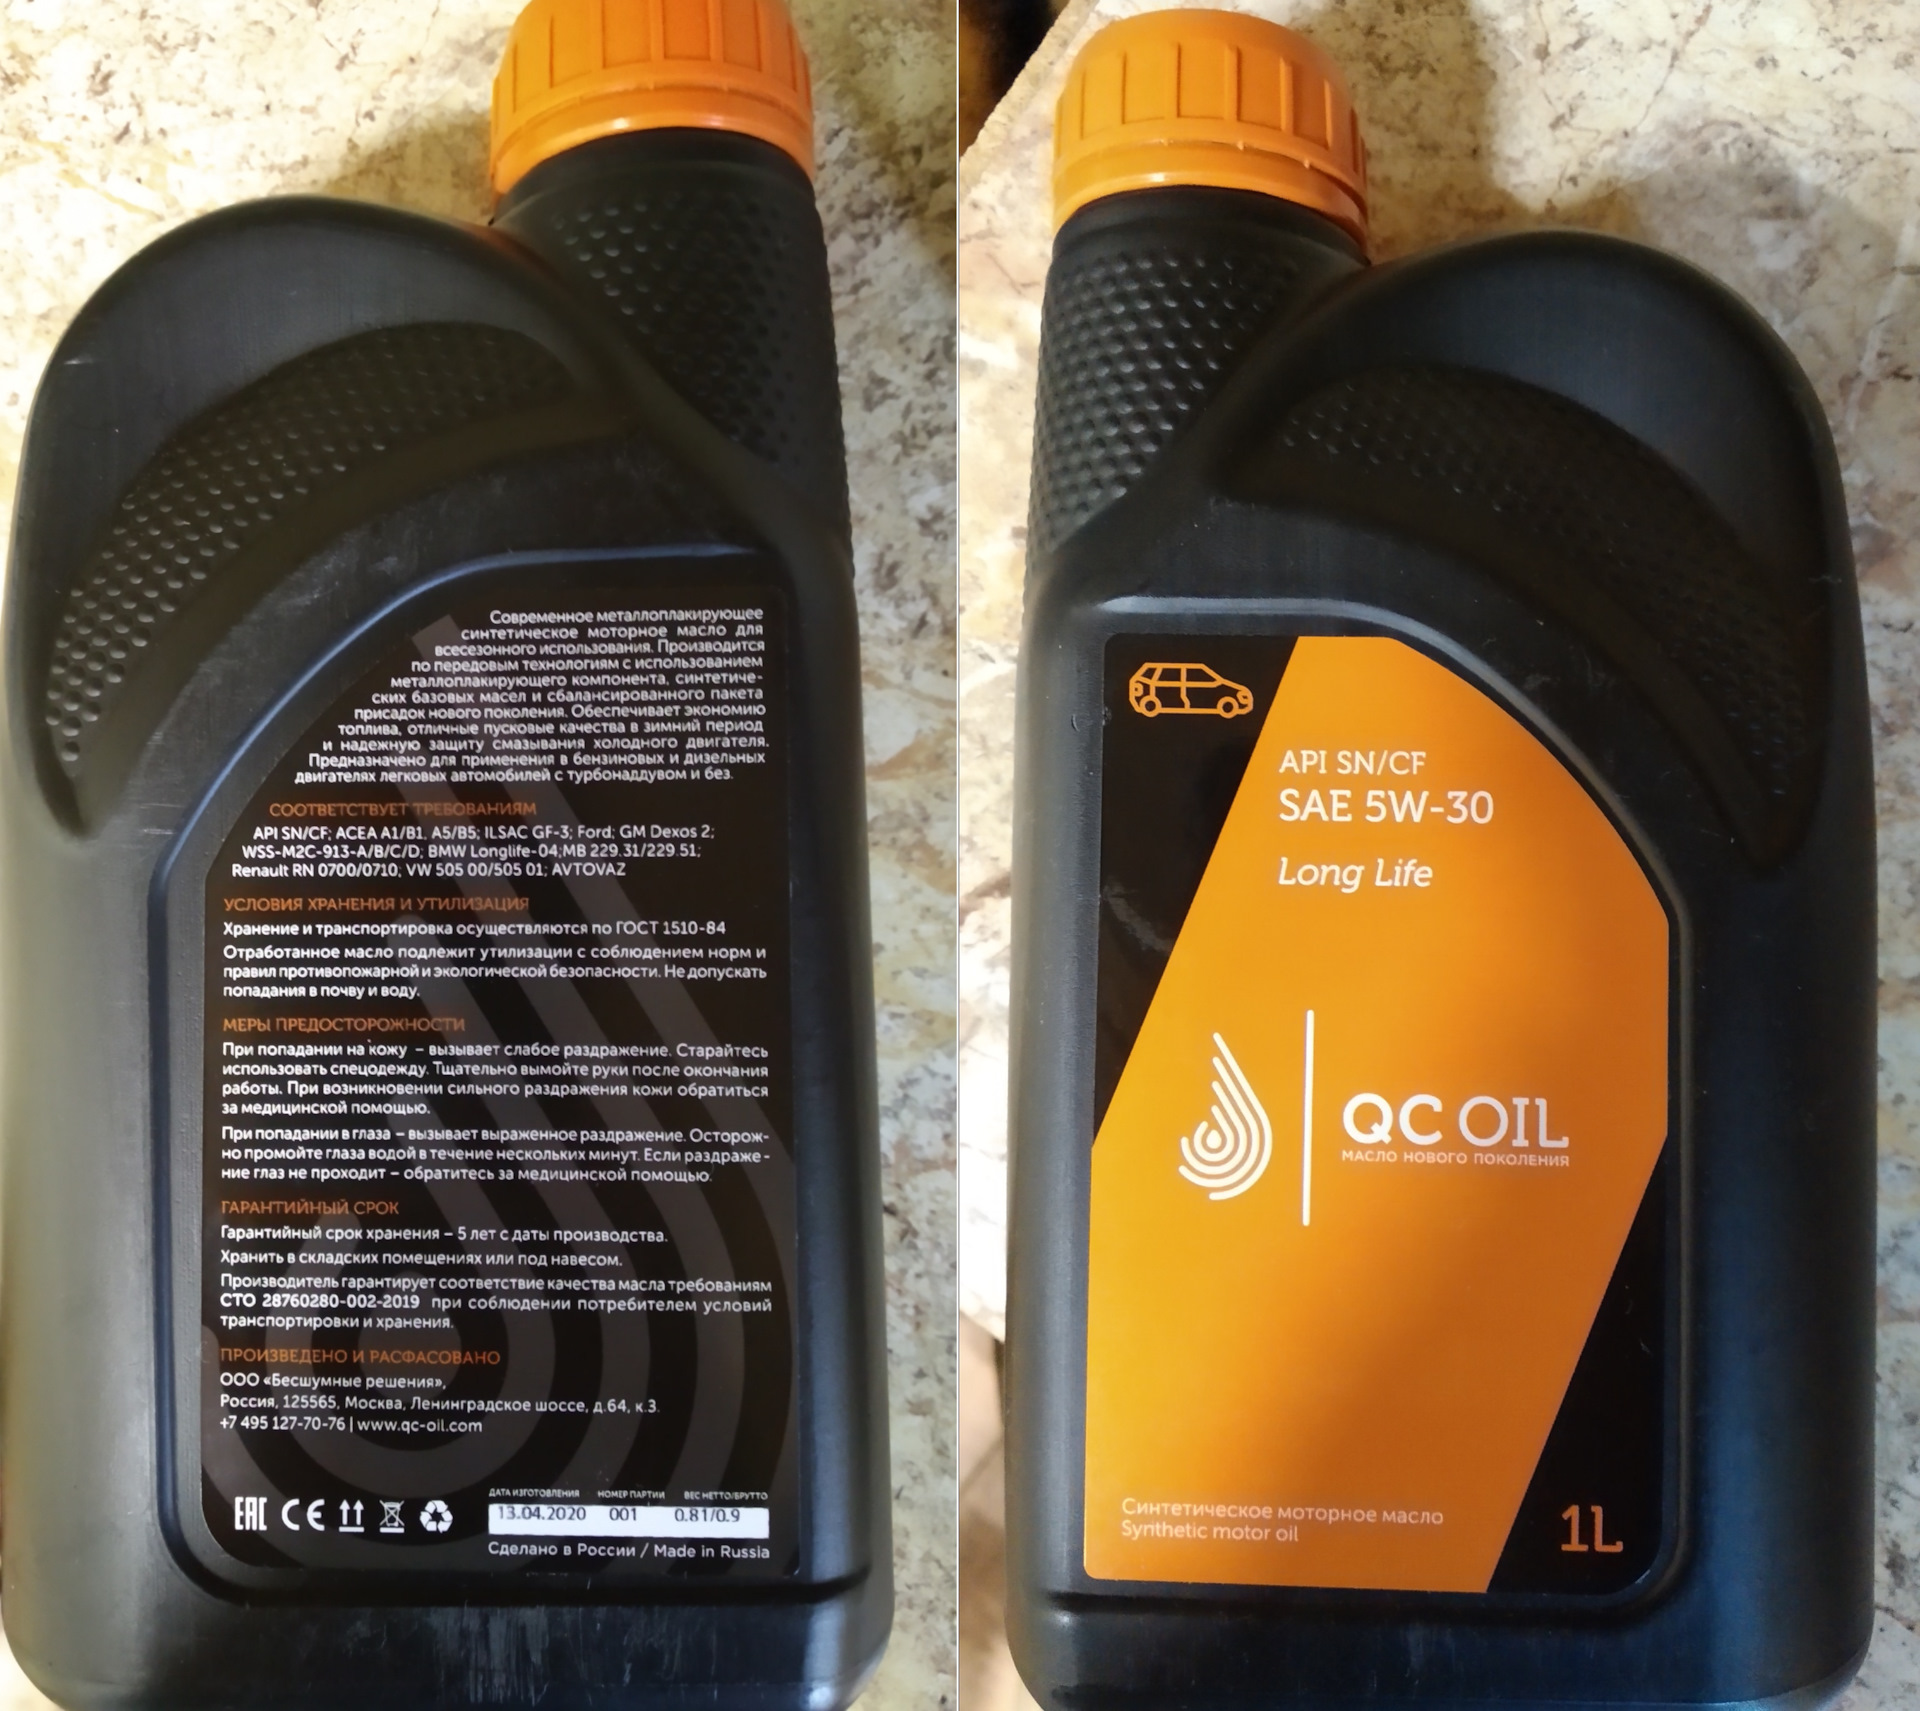 Современное металлоплакирующее
синтетическое моторное масло для
всесезонного использования. Производится
по передовым технологиям с использованием
металлоплакирующего компонента, синтетиче-
ских базовых масел и сбалансированного пакета
присадок нового поколения. Обеспечивает экономию
топлива, отличные пусковые качества в зимний период
и надежную защиту смазывания холодного двигателя.
Предназначено для применения в бензиновых и дизельных
двигателях легковых автомобилей с турбонаддувом и без.
СООТВЕТСТВУЕТ ТРЕБОВАНИЯМ
API SN/CF; ACEA A1/B1, A5/B5; ILSAC GF-3; Ford; GM Dexos 2;
WSS-M2C-913-A/B/C/D; BMW Longlife-04;MB 229.31/229.51;
Renault RN 0700/0710; VW 505 00/505 01; AVTOVAZ
УСЛОВИЯ ХРАНЕНИЯ И УТИЛИЗАЦИЯ
Хранение и транспортировка осуществляются по ГОСТ 1510-84
Отработанное масло подлежит утилизации с соблюдением норм и
правил противопожарной и экологической безопасности. Не допускать
попадания в почву и воду.
МЕРЫ ПРЕДОСТОРОЖНОСТИ
При попадании на кожу – вызывает слабое раздражение. Старайтесь
использовать спецодежду. Тщательно вымойте руки после окончания
работы. При возникновении сильного раздражения кожи обратиться
за медицинской помощью.
При попадании в глаза – вызывает выраженное раздражение. Осторож-
но промойте глаза водой в течение нескольких минут. Если раздраже-
ние глаз не проходит – обратитесь за медицинской помощью.
ГАРАНТИЙНЫЙ СРОК
Гарантийный срок хранения – 5 лет с даты производства.
Хранить в складских помещениях или под навесом.
Производитель гарантирует соответствие качества масла требованиям
СТО 28760280-002-2019 при соблюдении потребителем условий
транспортировки и хранения.
ПРОИЗВЕДЕНО И РАСФАСОВАНО
ООО «Бесшумные решения»,
Россия, 125565, Москва, Ленинградское шоссе, д.64, к.3.
+7 495 127-70-76 | www.qc-oil.com
ДАТА ИЗГОТОВЛЕНИЯ НОМЕР ПАРТИИ ВЕС НЕТТО/БРУТТО
EAC CE 13.04.2020 001 0.81/0.9
Сделано в России / Made in Russia
API SN/CF
SAE 5W-30
Long Life
QC OIL
МАСЛО НОВОГО ПОКОЛЕНИЯ
Синтетическое моторное масло
Synthetic motor oil
1L